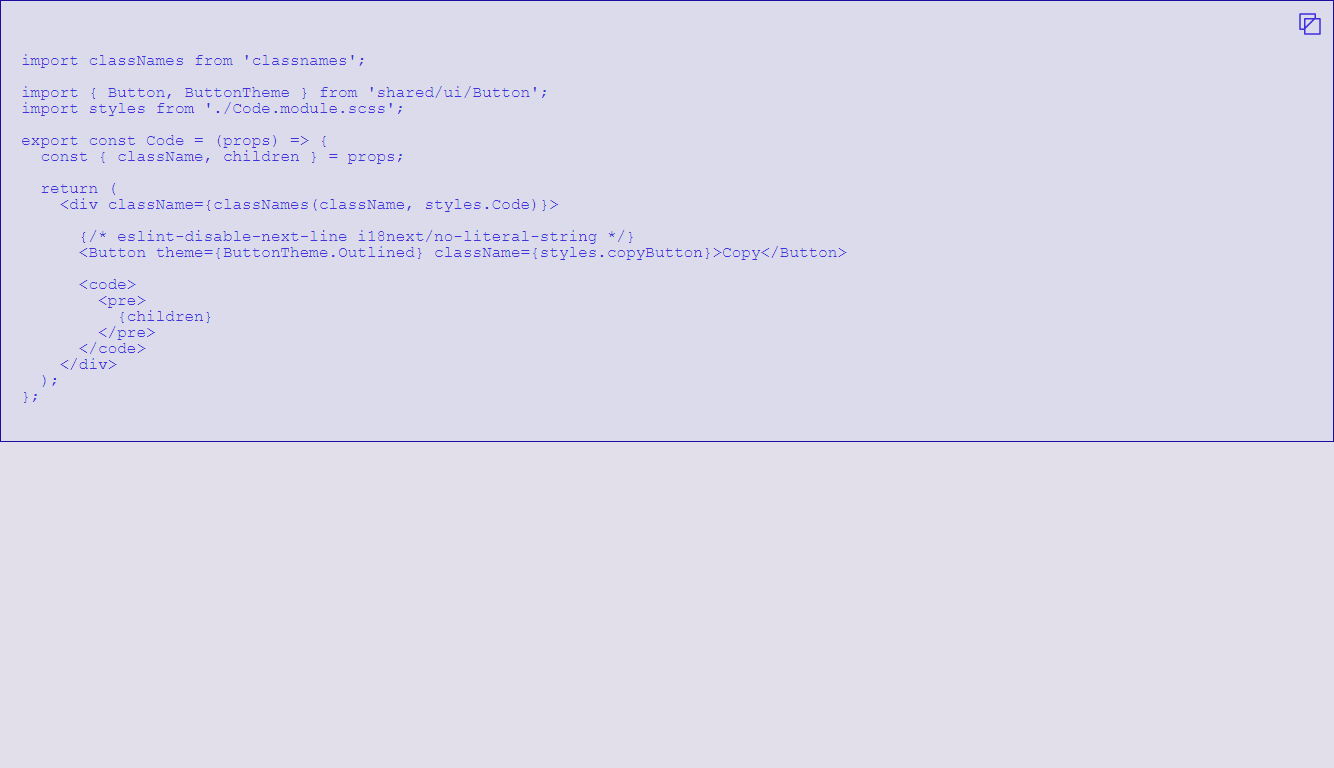 import classNames from 'classnames';
import { Button, ButtonTheme } from 'shared/ui/Button';
import styles from './Code.module.scss';
export const Code = (props) => {
  const { className, children } = props;
  return (
    <div className={classNames(className, styles.Code)}>
      {/* eslint-disable-next-line i18next/no-literal-string */}
      <Button theme={ButtonTheme.Outlined} className={styles.copyButton}>Copy</Button>
      <code>
        <pre>
          {children}
        </pre>
      </code>
    </div>
  );
};